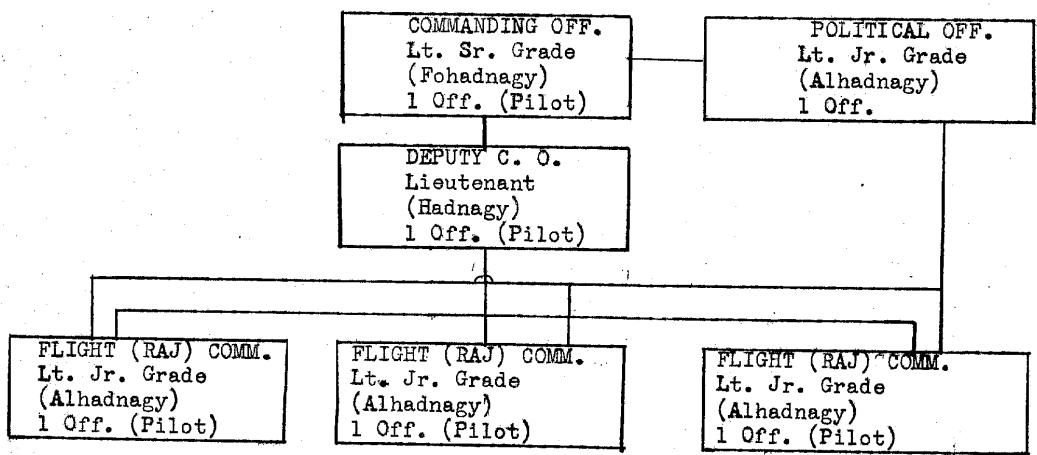 COMMANDING OFF.
Lt. Sr. Grade
(Fohadnagy)
1 Off. (Pilot)
POLITICAL OFF.
Lt. Jr. Grade
(Alhadnagy)
1 Off.
DEPUTY C. O.
Lieutenant
(Hadnagy)
1 Off. (Pilot)
FLIGHT (RAJ) COMM.
Lt. Jr. Grade
(Alhadnagy)
1 Off. (Pilot)
FLIGHT (RAJ) COMM.
Lt. Jr. Grade
(Alhadnagy)
1 Off. (Pilot)
FLIGHT (RAJ) COMM.
Lt. Jr. Grade
(Alhadnagy)
1 Off. (Pilot)